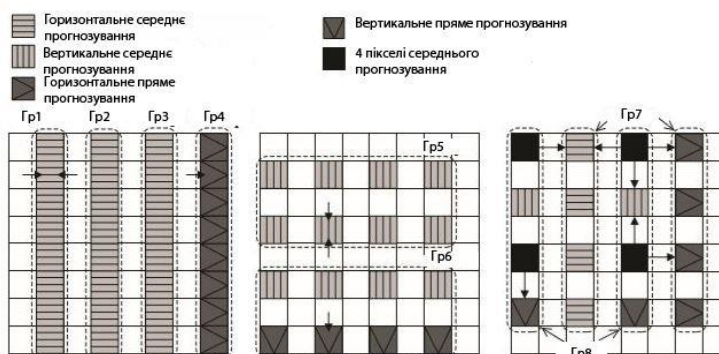 Горизонтальне середнє
прогнозування
Вертикальне середнє
прогнозування
Горизонтальне пряме
прогнозування
Вертикальне пряме прогнозування
4 пікселі середнього
прогнозування
Гр1 Гр2 Гр3 Гр4
Гр5
Гр6
Гр7
Гр8